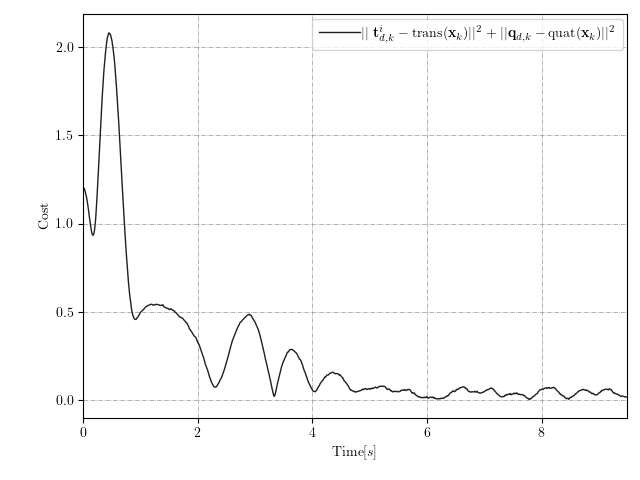 || t^i_{d,k} − trans(x_k)||² + ||q_{d,k} − quat(x_k)||²
2.0
1.5
1.0
0.5
0.0
Cost
0 2 4 6 8
Time[s]